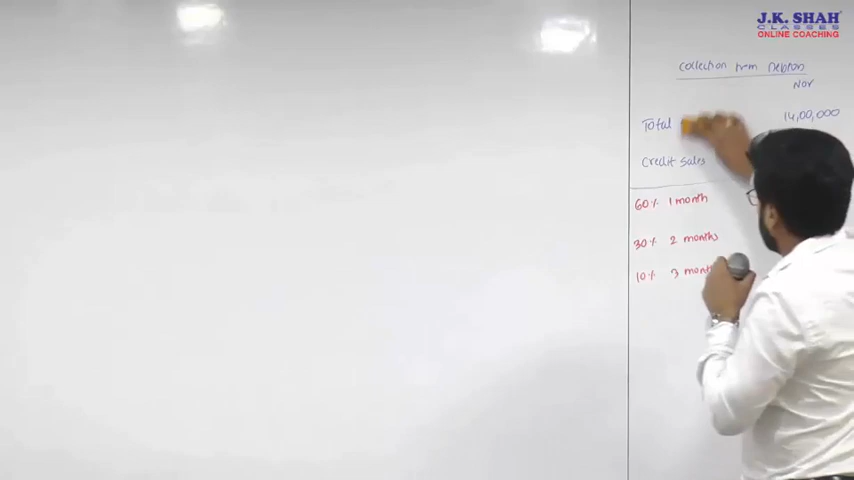 J.K. SHAH
CLASSES
ONLINE COACHING
Collection from Debtors
Nov
Total 14,00,000
Credit Sales
60% 1 month
30% 2 months
10% 3